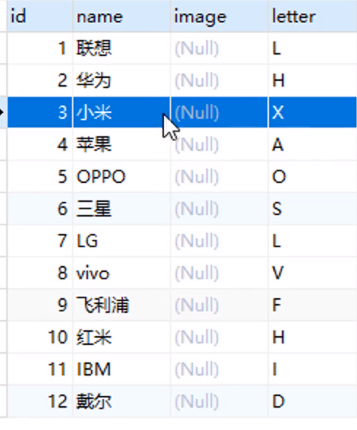 id name image letter
1 联想 (Null) L
2 华为 (Null) H
3 小米 (Null) X
4 苹果 (Null) A
5 OPPO (Null) O
6 三星 (Null) S
7 LG (Null) L
8 vivo (Null) V
9 飞利浦 (Null) F
10 红米 (Null) H
11 IBM (Null) I
12 戴尔 (Null) D